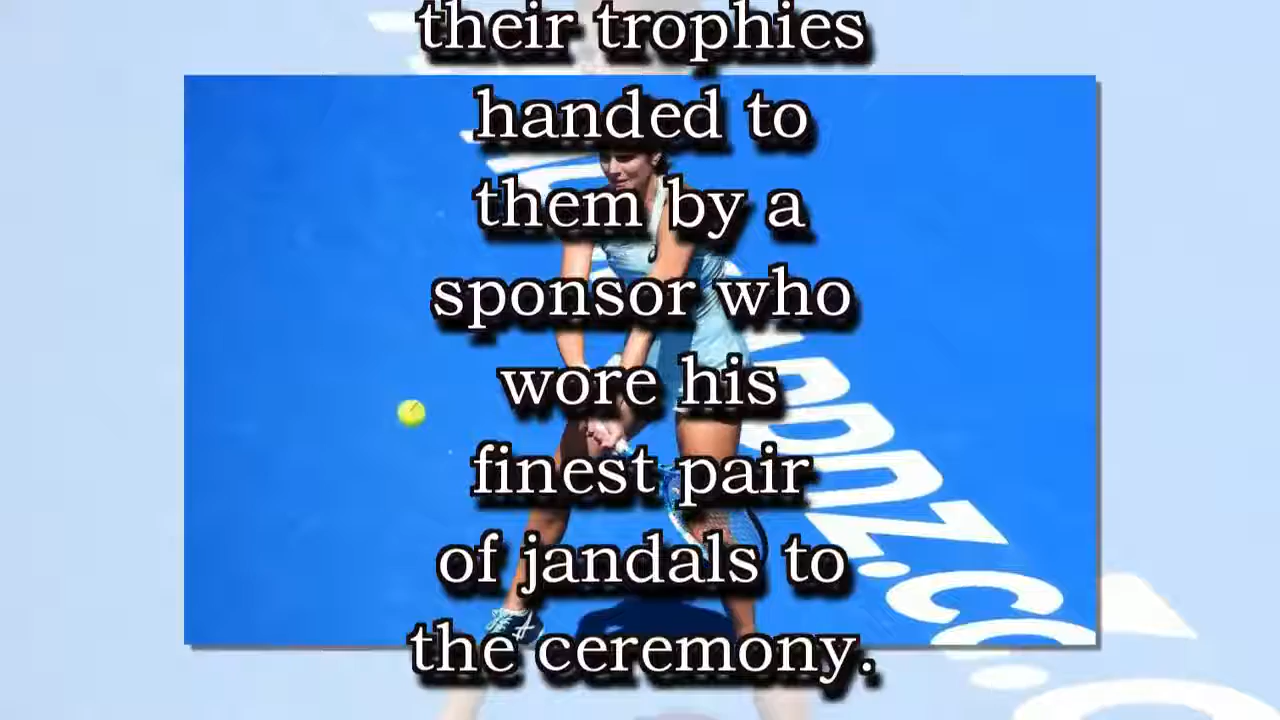 their trophies
handed to
them by a
sponsor who
wore his
finest pair
of jandals to
the ceremony.